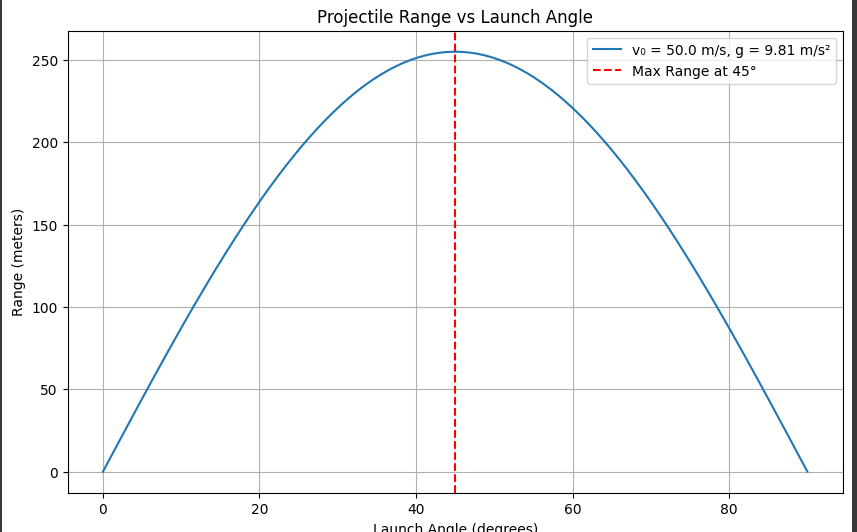 Projectile Range vs Launch Angle
v₀ = 50.0 m/s, g = 9.81 m/s²
Max Range at 45°
Range (meters)
250
200
150
100
50
0
0 20 40 60 80
Launch Angle (degrees)